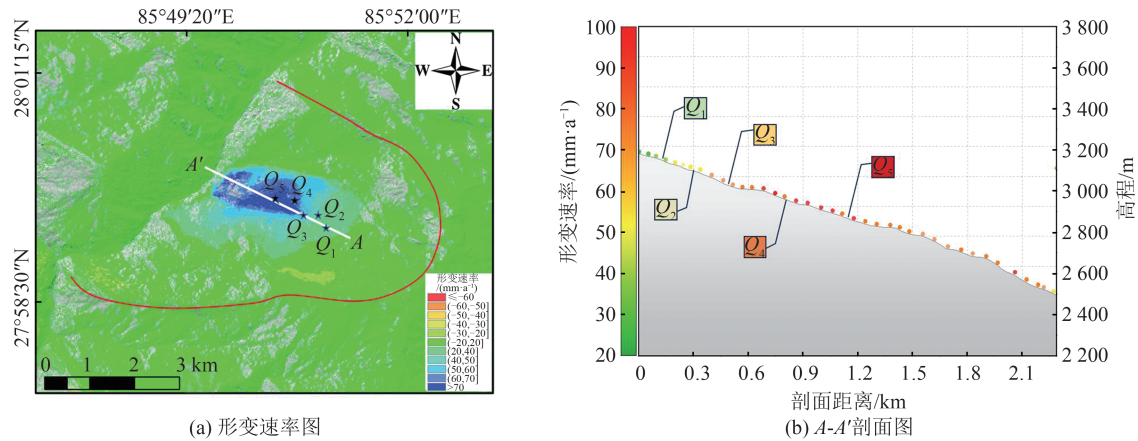 85°49′20″E
85°52′00″E
28°01′15″N
27°58′30″N
N
W
E
S
A′
Q5
Q4
Q2
Q3
Q1
A
形变速率
/(mm·a⁻¹)
≤−60
(−60,−50]
(−50,−40]
(−40,−30]
(−30,−20]
(−20,20]
(20,40]
(40,50]
(50,60]
(60,70]
>70
0 1 2 3 km
(a) 形变速率图
形变速率/(mm·a⁻¹)
100
90
80
70
60
50
40
30
20
Q1
Q3
Q5
Q2
Q4
3 800
3 600
3 400
3 200
3 000
2 800
2 600
2 400
2 200
高程/m
0 0.3 0.6 0.9 1.2 1.5 1.8 2.1
剖面距离/km
(b) A-A′剖面图